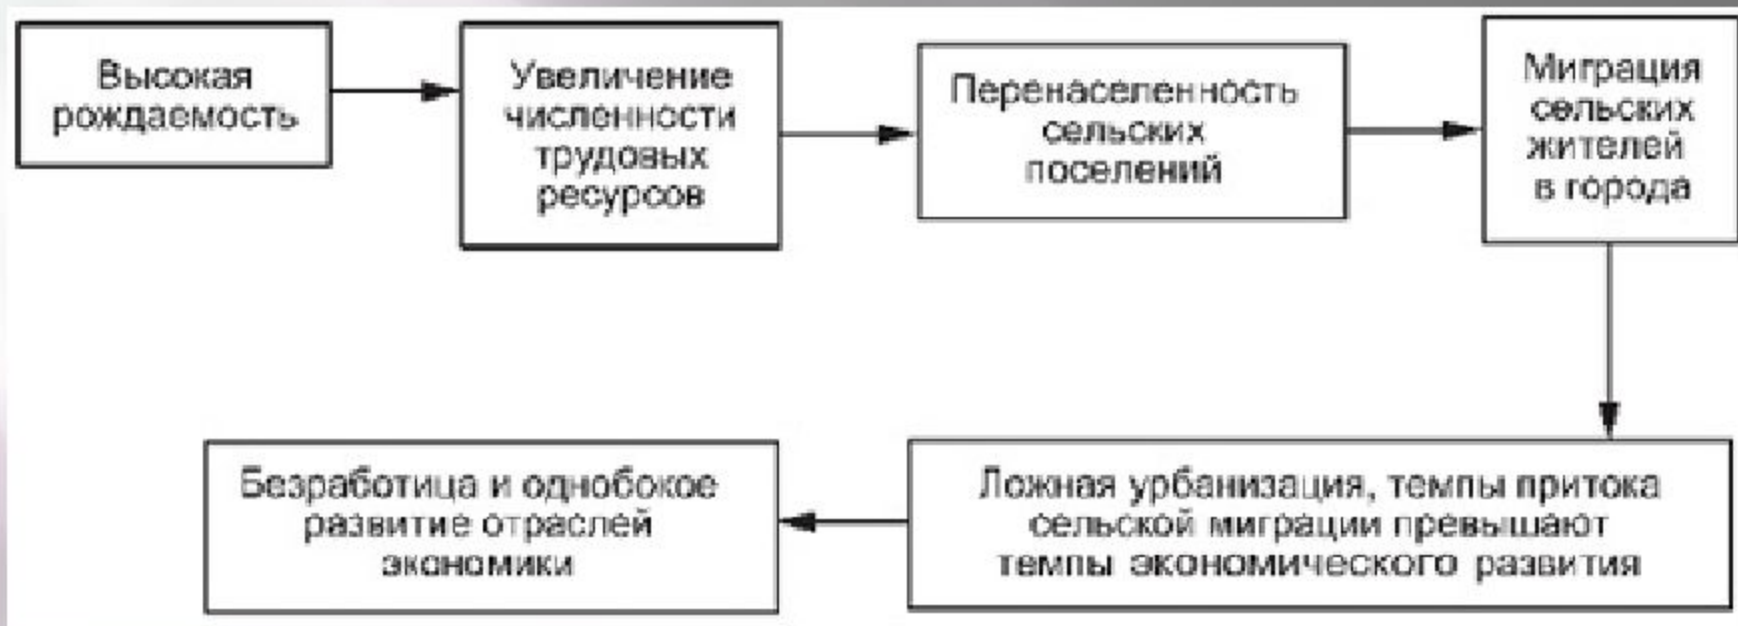 Высокая
рождаемость
Увеличение
численности
трудовых
ресурсов
Перенаселенность
сельских
поселений
Миграция
сельских
жителей
в города
Ложная урбанизация, темпы притока
сельской миграции превышают
темпы экономического развития
Безработица и однобокое
развитие отраслей
экономики